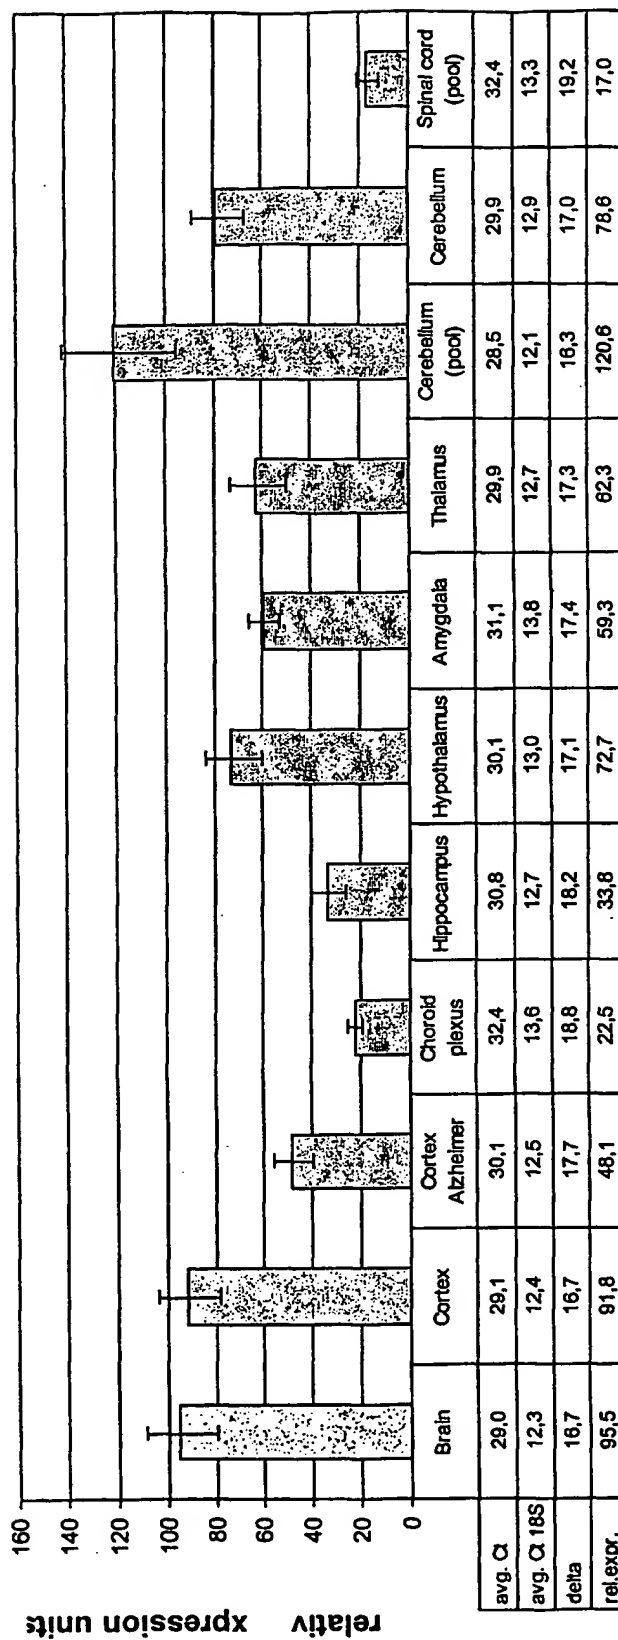 relativ xpression units
160
140
120
100
80
60
40
20
0
Brain Cortex Cortex Alzheimer Choroid plexus Hippocampus Hypothalamus Amygdala Thalamus Cerebellum (pool) Cerebellum Spinal cord (pool)
avg. Ct 29,0 29,1 30,1 32,4 30,8 30,1 31,1 29,9 28,5 29,9 32,4
avg. Ct 18S 12,3 12,4 12,5 13,6 12,7 13,0 13,8 12,7 12,1 12,9 13,3
delta 16,7 16,7 17,7 18,8 18,2 17,1 17,4 17,3 16,3 17,0 19,2
rel.expr. 95,5 91,8 48,1 22,5 33,8 72,7 59,3 62,3 120,6 78,6 17,0